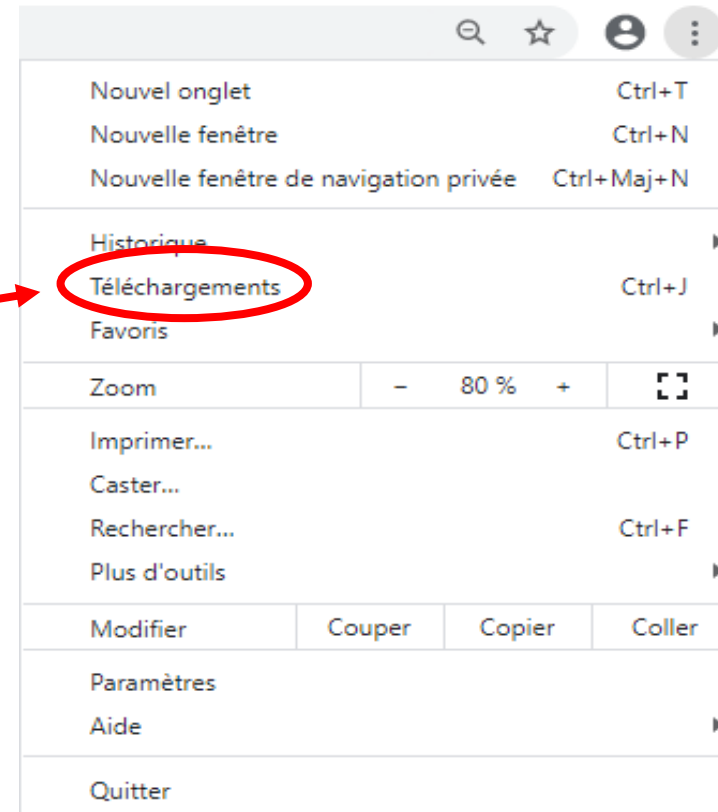 Nouvel onglet Ctrl+T
Nouvelle fenêtre Ctrl+N
Nouvelle fenêtre de navigation privée Ctrl+Maj+N
Historique
Téléchargements Ctrl+J
Favoris
Zoom – 80 % +
Imprimer... Ctrl+P
Caster...
Rechercher... Ctrl+F
Plus d'outils
Modifier Couper Copier Coller
Paramètres
Aide
Quitter